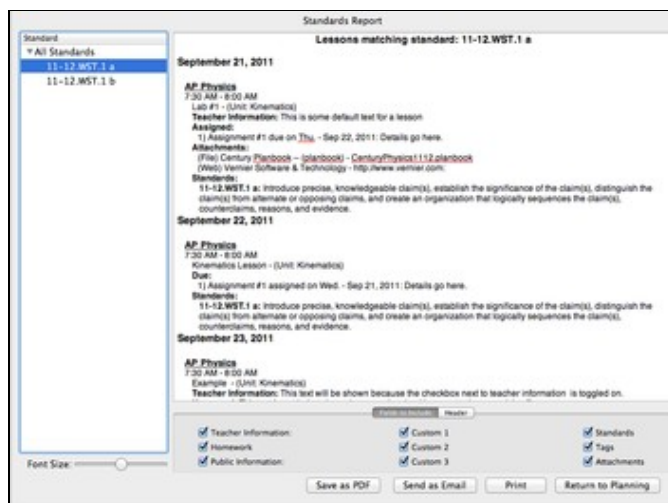 Standards Report
Standard
All Standards
11-12.WST.1 a
11-12.WST.1 b
Lessons matching standard: 11-12.WST.1 a
September 21, 2011
AP Physics
7:30 AM - 8:00 AM
Lab #1 - (Unit: Kinematics)
Teacher Information: This is some default text for a lesson
Assigned:
1) Assignment #1 due on Thu. - Sep 22, 2011: Details go here.
Attachments:
(File) Century Planbook -- (planbook) - CenturyPhysics1112.planbook
(Web) Vernier Software & Technology - http://www.vernier.com:
Standards:
11-12.WST.1 a: Introduce precise, knowledgeable claim(s), establish the significance of the claim(s), distinguish the
claim(s) from alternate or opposing claims, and create an organization that logically sequences the claim(s),
counterclaims, reasons, and evidence.
September 22, 2011
AP Physics
7:30 AM - 8:00 AM
Kinematics Lesson - (Unit: Kinematics)
Due:
1) Assignment #1 assigned on Wed. - Sep 21, 2011: Details go here.
Standards:
11-12.WST.1 a: Introduce precise, knowledgeable claim(s), establish the significance of the claim(s), distinguish the
claim(s) from alternate or opposing claims, and create an organization that logically sequences the claim(s),
counterclaims, reasons, and evidence.
September 23, 2011
AP Physics
7:30 AM - 8:00 AM
Example - (Unit: Kinematics)
Teacher Information: This text will be shown because the checkbox next to teacher information is toggled on.
Fields to Include
Header
Teacher Information:
Custom 1
Standards
Homework
Custom 2
Tags
Public Information:
Custom 3
Attachments
Font Size:
Save as PDF
Send as Email
Print
Return to Planning